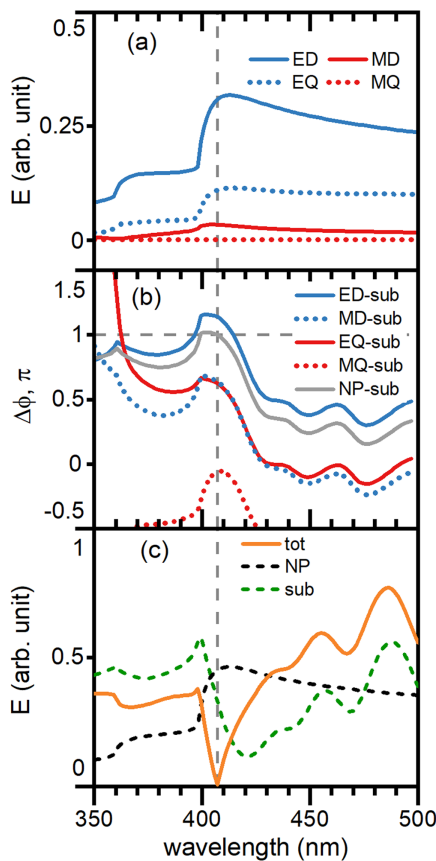 0.5
(a)
ED
MD
EQ
MQ
E (arb. unit)
0.25
0
1.5
(b)
ED-sub
MD-sub
EQ-sub
MQ-sub
NP-sub
Δϕ, π
1
0.5
0
-0.5
1
(c)
tot
NP
sub
E (arb. unit)
0.5
0
350 400 450 500
wavelength (nm)